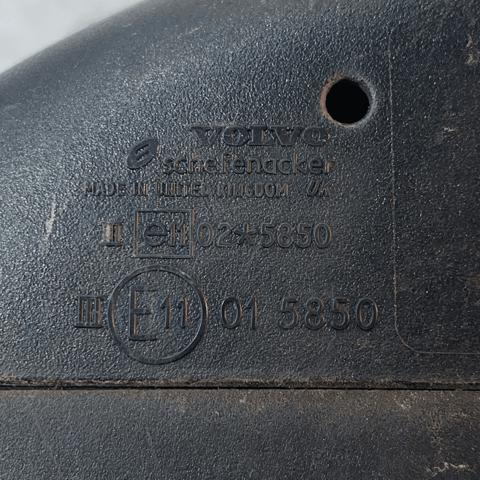 VOLVO
schefenacker
MADE IN UNITED KINGDOM
II e11 02*5850
III E11 01 5850